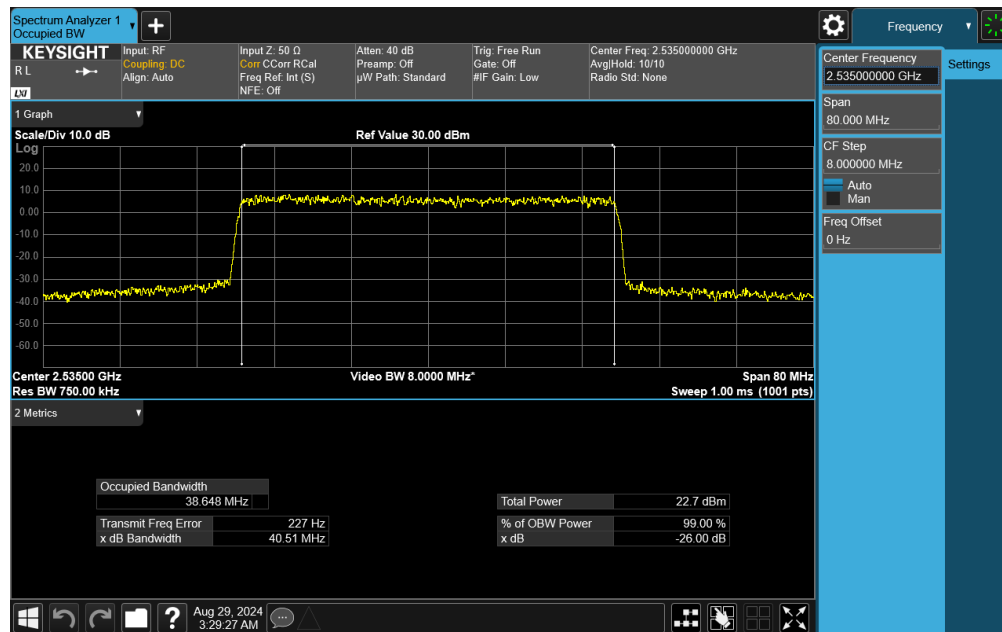 Spectrum Analyzer 1
Occupied BW
Frequency
KEYSIGHT
R L
LXI
Input: RF
Coupling: DC
Align: Auto
Input Z: 50 Ω
Corr CCorr RCal
Freq Ref: Int (S)
NFE: Off
Atten: 40 dB
Preamp: Off
µW Path: Standard
Trig: Free Run
Gate: Off
#IF Gain: Low
Center Freq: 2.535000000 GHz
Avg|Hold: 10/10
Radio Std: None
Center Frequency
2.535000000 GHz
Settings
Span
80.000 MHz
CF Step
8.000000 MHz
Auto
Man
Freq Offset
0 Hz
1 Graph
Scale/Div 10.0 dB
Ref Value 30.00 dBm
Log
20.0
10.0
0.00
-10.0
-20.0
-30.0
-40.0
-50.0
-60.0
Center 2.53500 GHz
Video BW 8.0000 MHz*
Span 80 MHz
Res BW 750.00 kHz
Sweep 1.00 ms (1001 pts)
2 Metrics
Occupied Bandwidth
38.648 MHz
Transmit Freq Error 227 Hz
x dB Bandwidth 40.51 MHz
Total Power 22.7 dBm
% of OBW Power 99.00 %
x dB -26.00 dB
?
Aug 29, 2024
3:29:27 AM